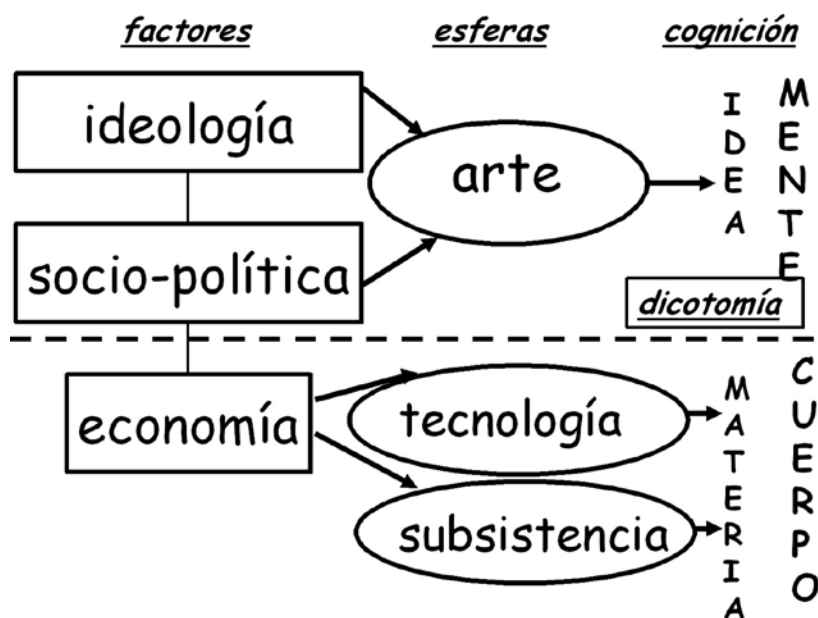 factores esferas cognición
ideología
arte
socio-política
IDEA
MENTE
dicotomía
economía
tecnología
subsistencia
MATERIA
CUERPO